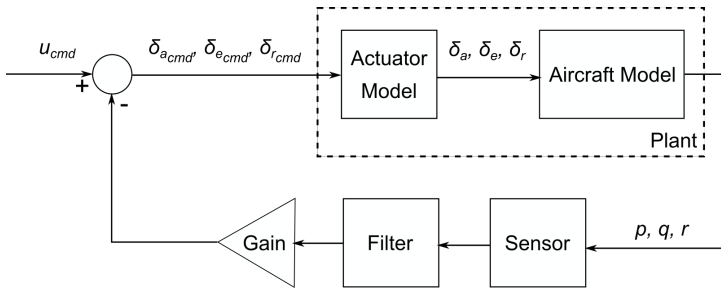 u_cmd
δ_a_cmd, δ_e_cmd, δ_r_cmd
+
-
Actuator
Model
δ_a, δ_e, δ_r
Aircraft Model
Plant
Gain
Filter
Sensor
p, q, r